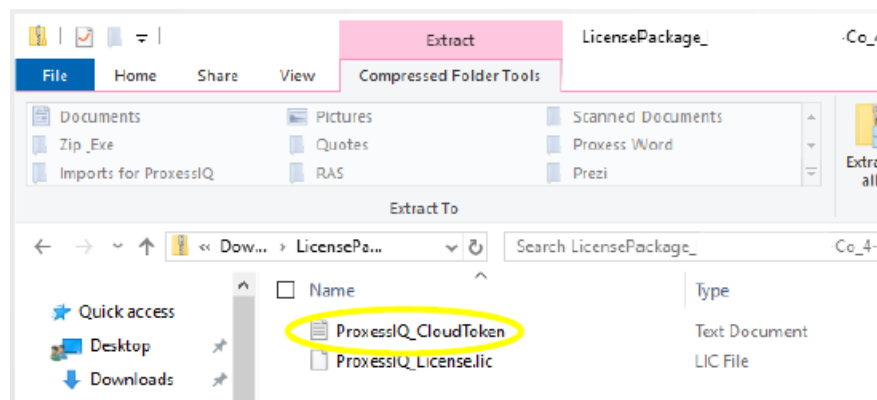 Extract LicensePackage_ -Co_4
File Home Share View Compressed Folder Tools
Documents Pictures Scanned Documents
Zip_Exe Quotes Proxess Word
Imports for ProxessIQ RAS Prezi
Extra
all
Extract To
« Dow... › LicensePa... Search LicensePackage_ -Co_4-
Name Type
Quick access
ProxessIQ_CloudToken Text Document
Desktop
ProxessIQ_License.lic LIC File
Downloads